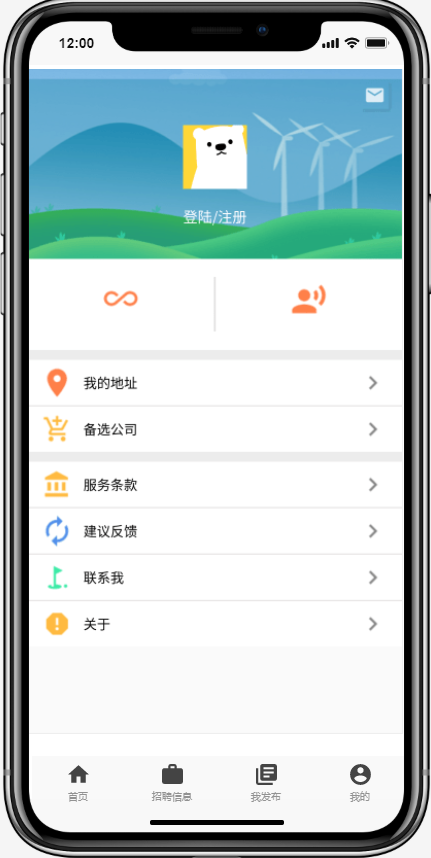 12:00
登陆/注册
我的地址
备选公司
服务条款
建议反馈
联系我
关于
首页 招聘信息 我发布 我的